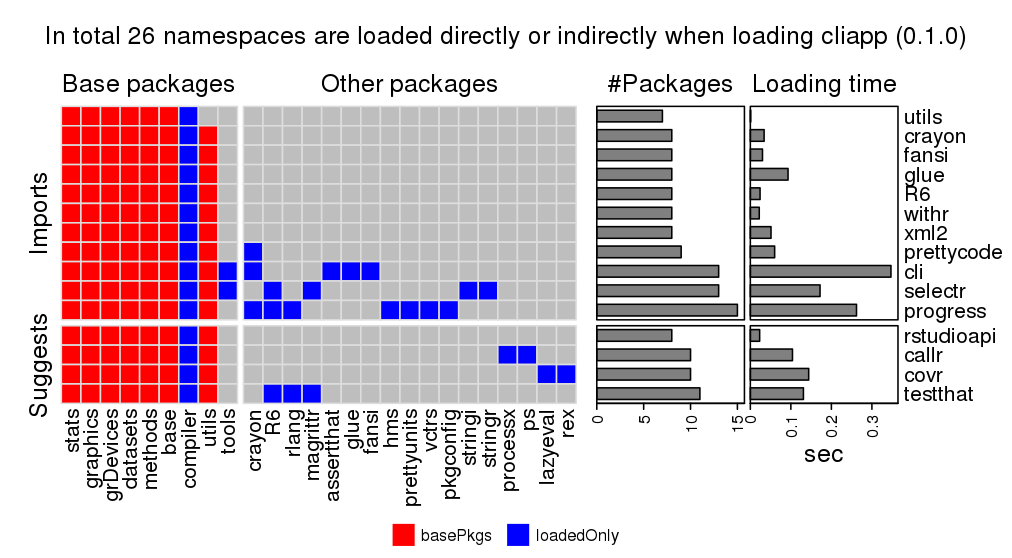 In total 26 namespaces are loaded directly or indirectly when loading cliapp (0.1.0)
Base packages
Other packages
#Packages
Loading time
Imports
Suggests
utils
crayon
fansi
glue
R6
withr
xml2
prettycode
cli
selectr
progress
rstudioapi
callr
covr
testthat
stats
graphics
grDevices
datasets
methods
base
compiler
utils
tools
crayon
R6
rlang
magrittr
assertthat
glue
fansi
hms
prettyunits
vctrs
pkgconfig
stringi
stringr
processx
ps
lazyeval
rex
0
5
10
15
0
0.1
0.2
0.3
sec
basePkgs
loadedOnly